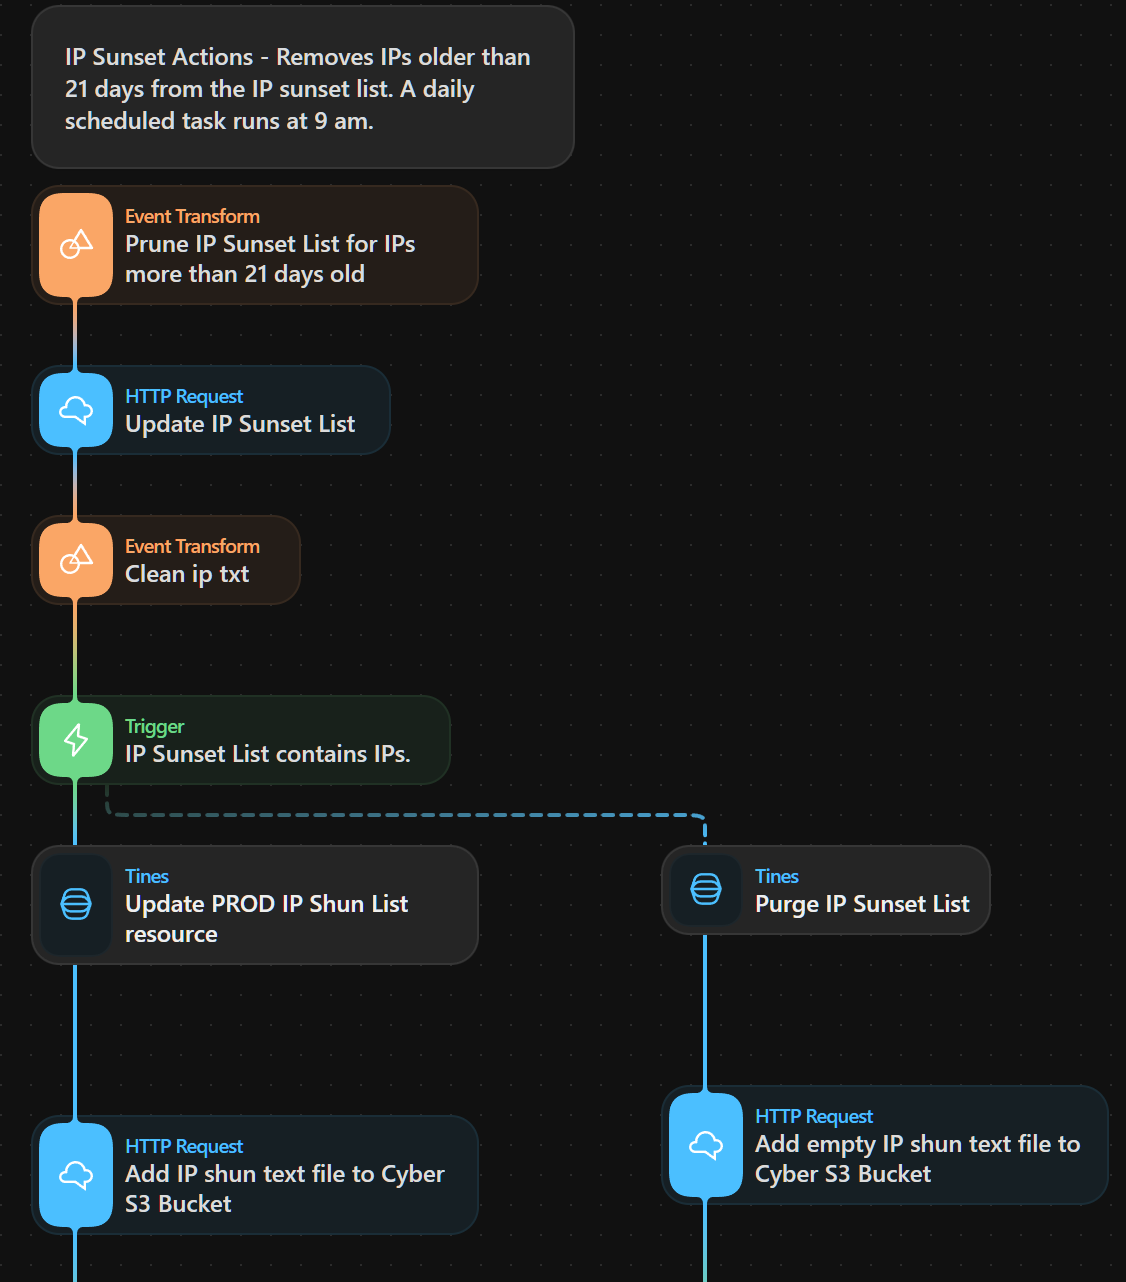 IP Sunset Actions - Removes IPs older than
21 days from the IP sunset list. A daily
scheduled task runs at 9 am.
Event Transform
Prune IP Sunset List for IPs
more than 21 days old
HTTP Request
Update IP Sunset List
Event Transform
Clean ip txt
Trigger
IP Sunset List contains IPs.
Tines
Update PROD IP Shun List
resource
Tines
Purge IP Sunset List
HTTP Request
Add IP shun text file to Cyber
S3 Bucket
HTTP Request
Add empty IP shun text file to
Cyber S3 Bucket